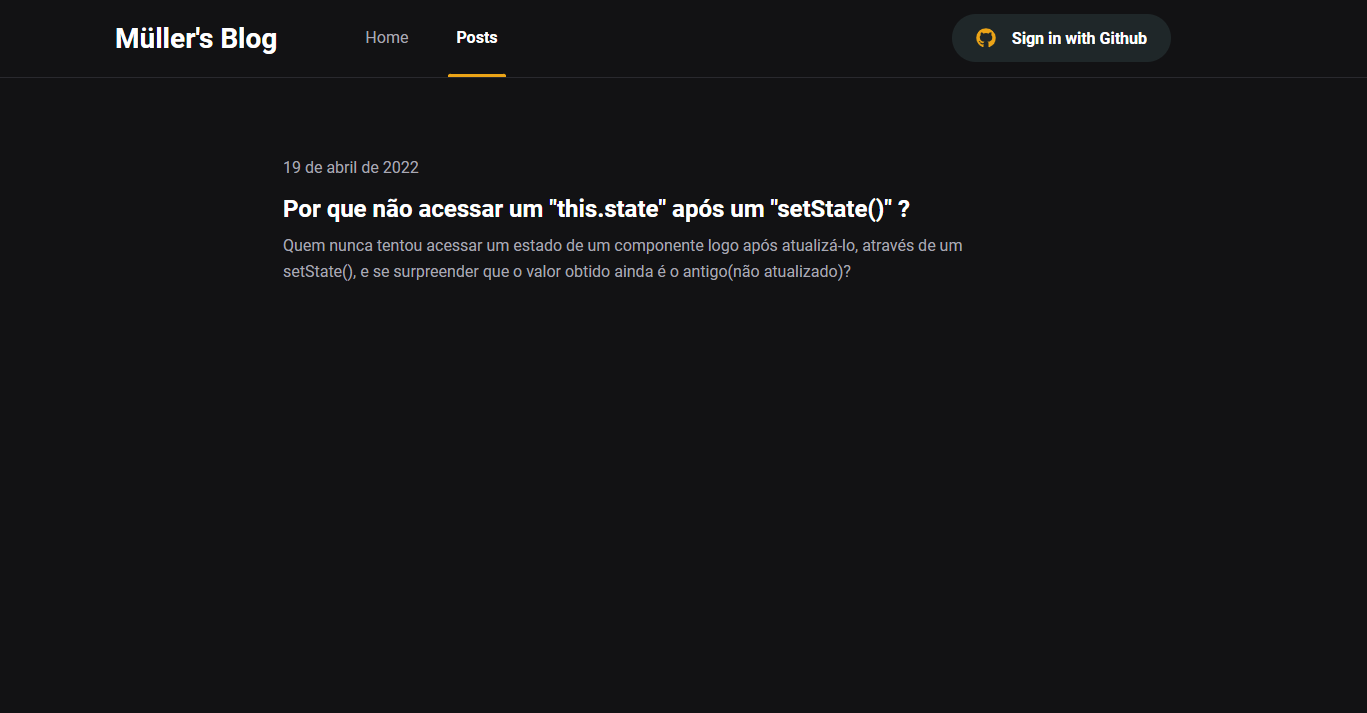 Müller's Blog
Home
Posts
Sign in with Github
19 de abril de 2022
Por que não acessar um "this.state" após um "setState()" ?
Quem nunca tentou acessar um estado de um componente logo após atualizá-lo, através de um
setState(), e se surpreender que o valor obtido ainda é o antigo(não atualizado)?